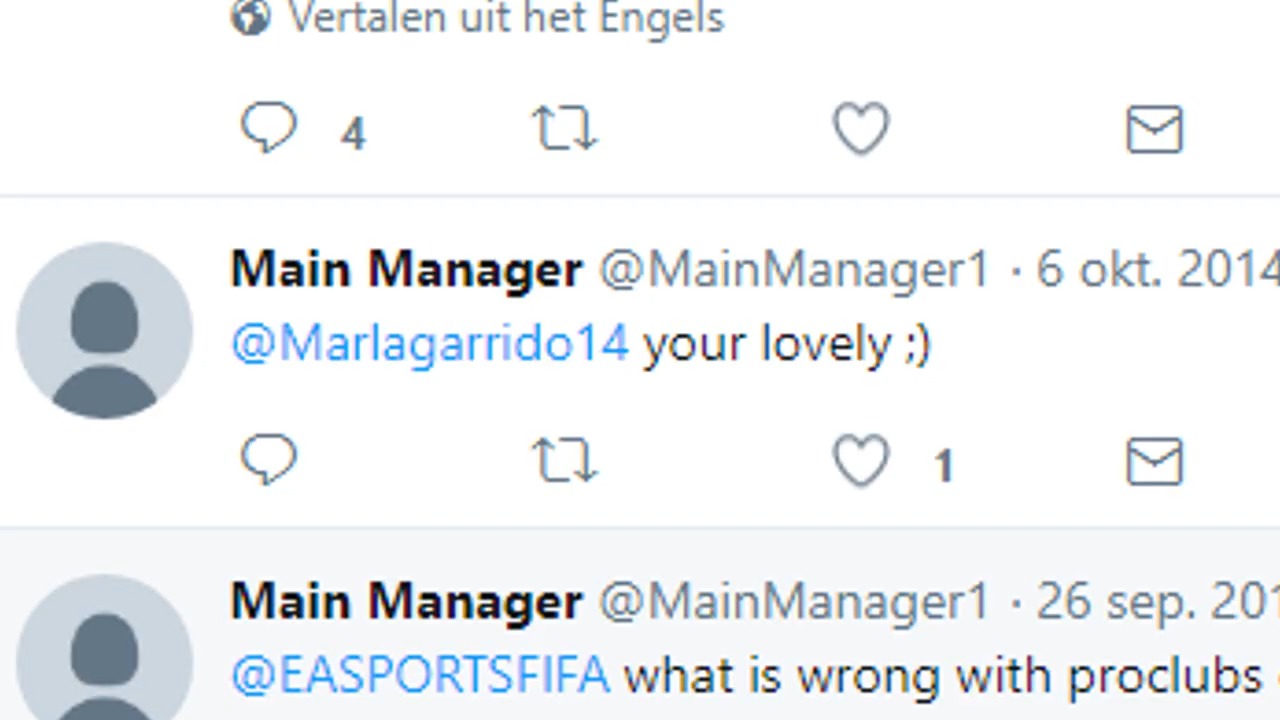 Vertalen uit het Engels
4
Main Manager @MainManager1 · 6 okt. 2014
@Marlagarrido14 your lovely ;)
1
Main Manager @MainManager1 · 26 sep. 201
@EASPORTSFIFA what is wrong with proclubs